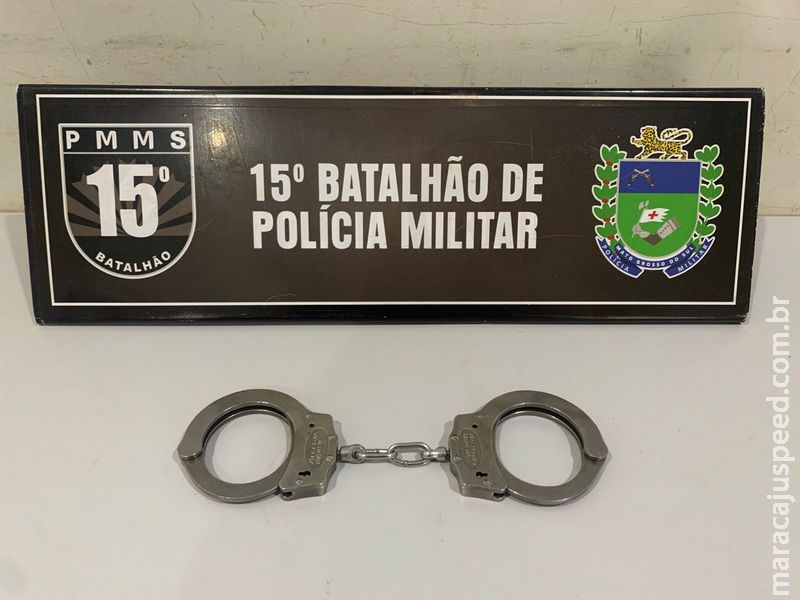 PMMS
15º
BATALHÃO
15º BATALHÃO DE
POLÍCIA MILITAR
MATO GROSSO DO SUL
POLÍCIA MILITAR
maracajuspeed.com.br